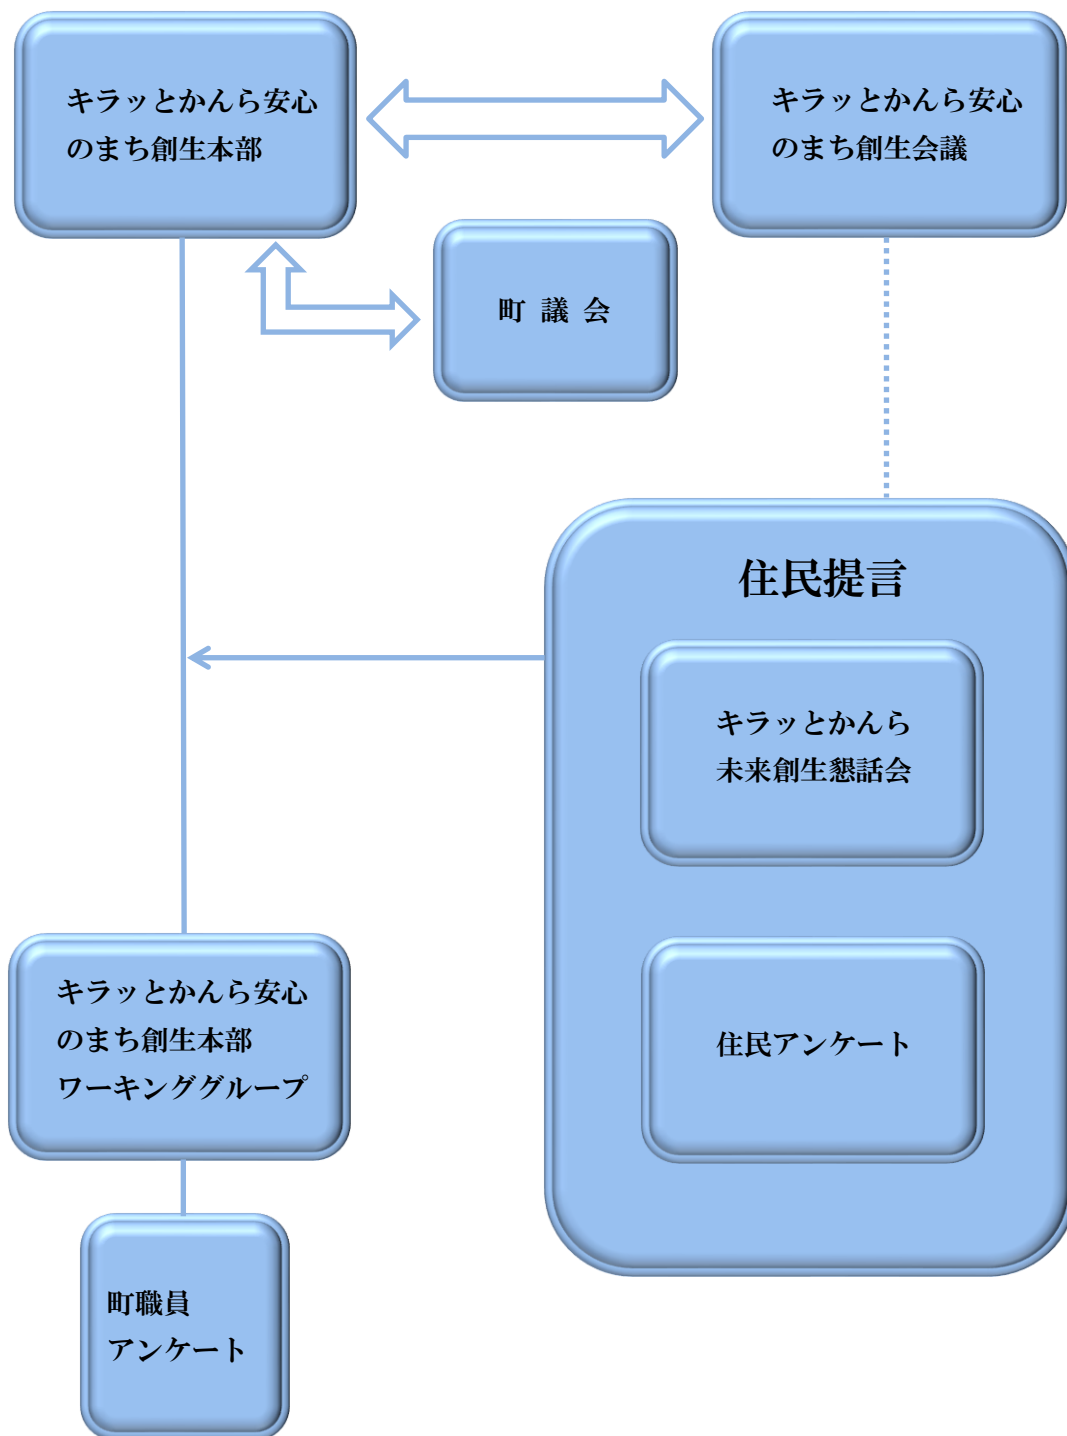 キラッとかんら安心
のまち創生本部
キラッとかんら安心
のまち創生会議
町 議 会
住民提言
キラッとかんら
未来創生懇話会
住民アンケート
キラッとかんら安心
のまち創生本部
ワーキンググループ
町職員
アンケート